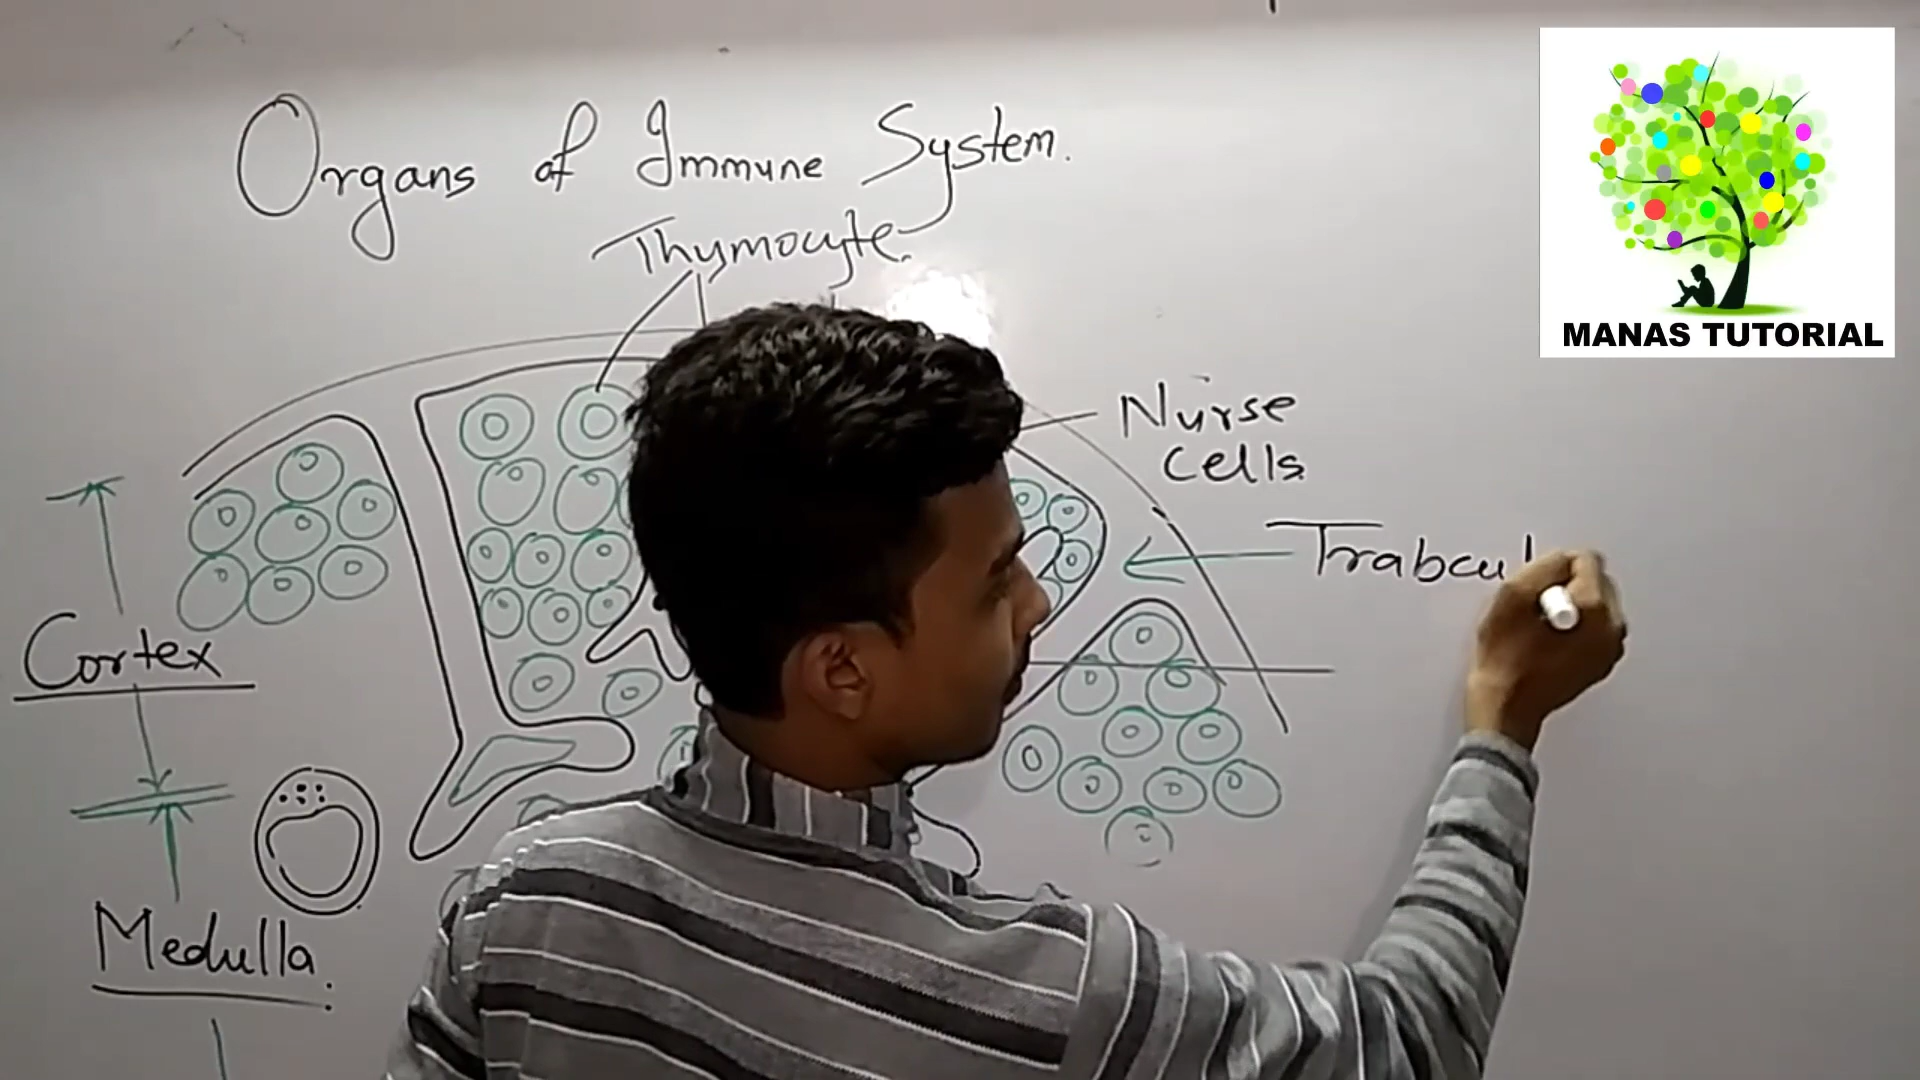 Organs of Immune System.
Thymocyte.
Nurse
Cells.
Trabcul
Cortex
Medulla
MANAS TUTORIAL